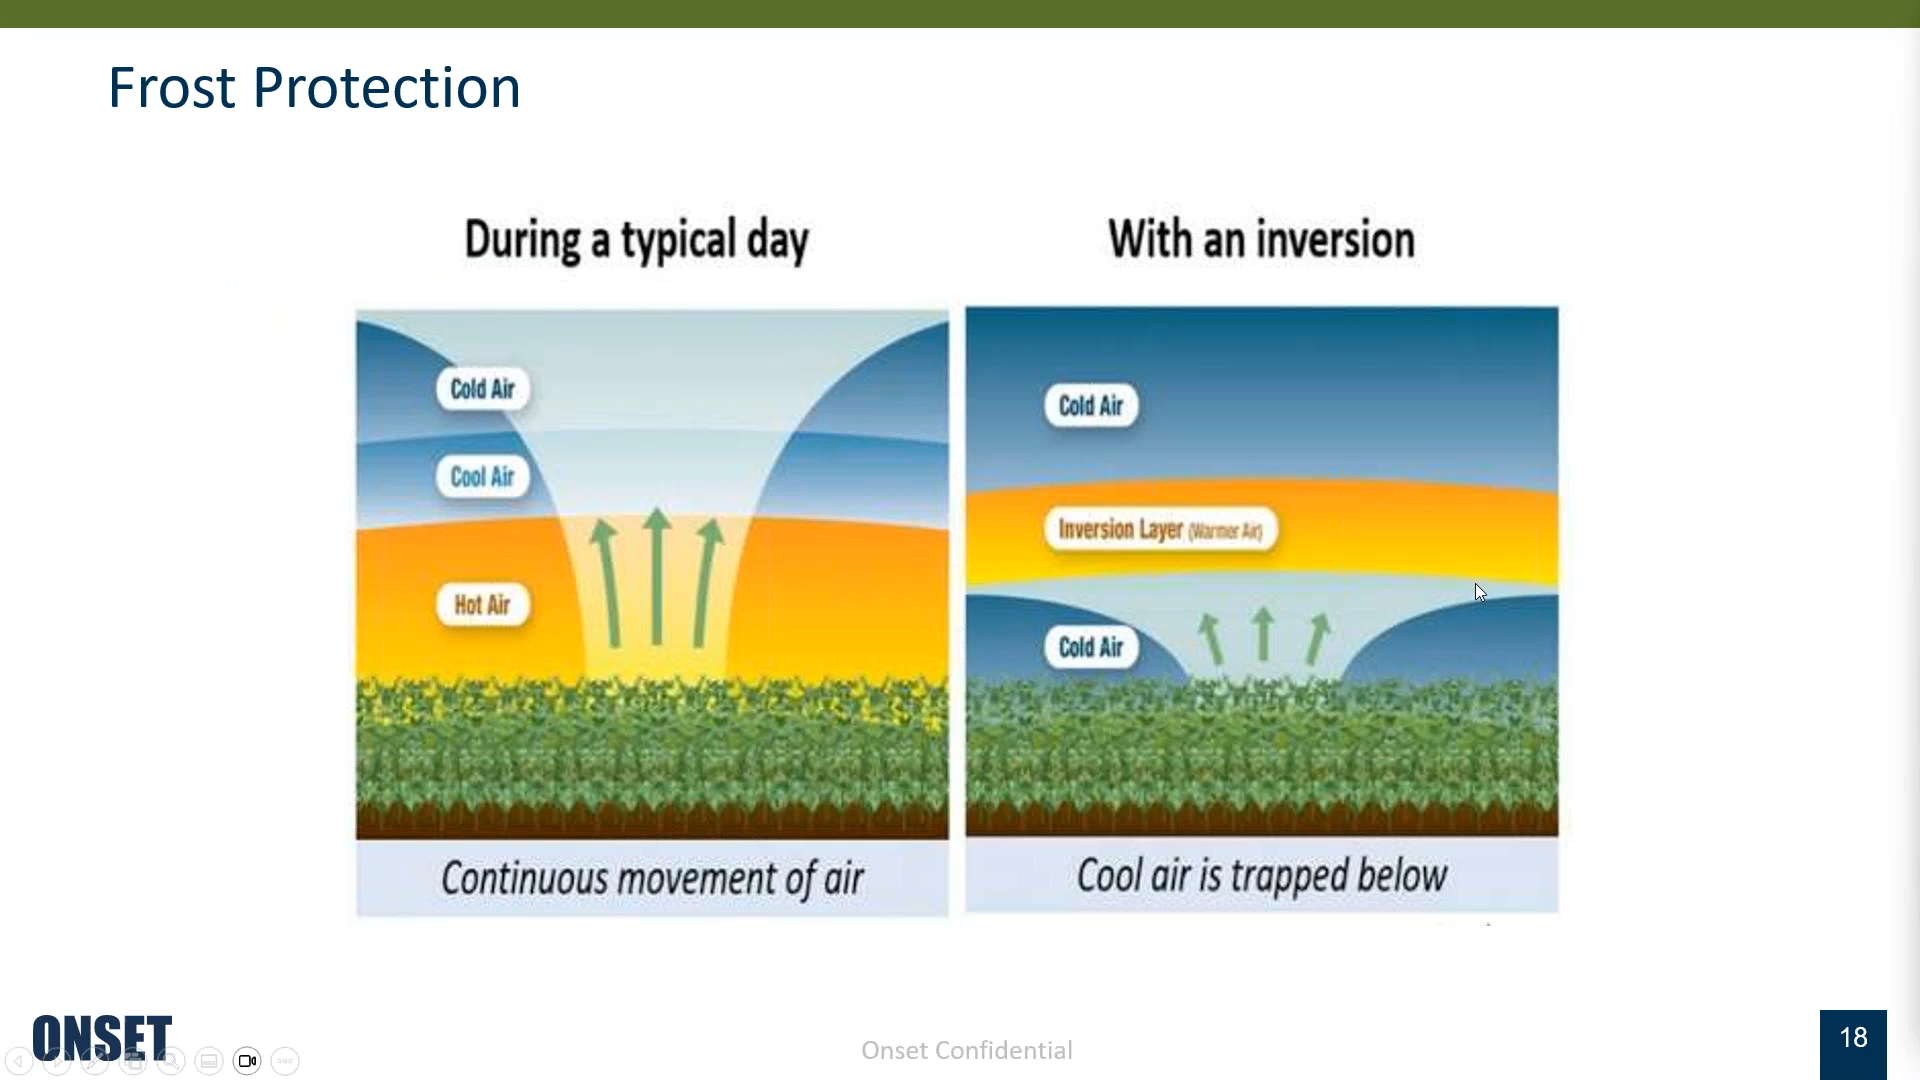 Frost Protection
During a typical day
With an inversion
Cold Air
Cool Air
Hot Air
Continuous movement of air
Cold Air
Inversion Layer (Warmer Air)
Cold Air
Cool air is trapped below
ONSET
Onset Confidential
18